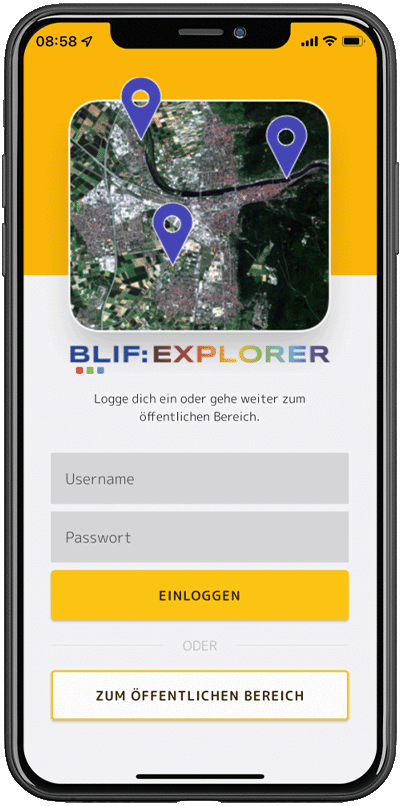 08:58
BLIF:EXPLORER
Logge dich ein oder gehe weiter zum
öffentlichen Bereich.
Username
Passwort
EINLOGGEN
ODER
ZUM ÖFFENTLICHEN BEREICH